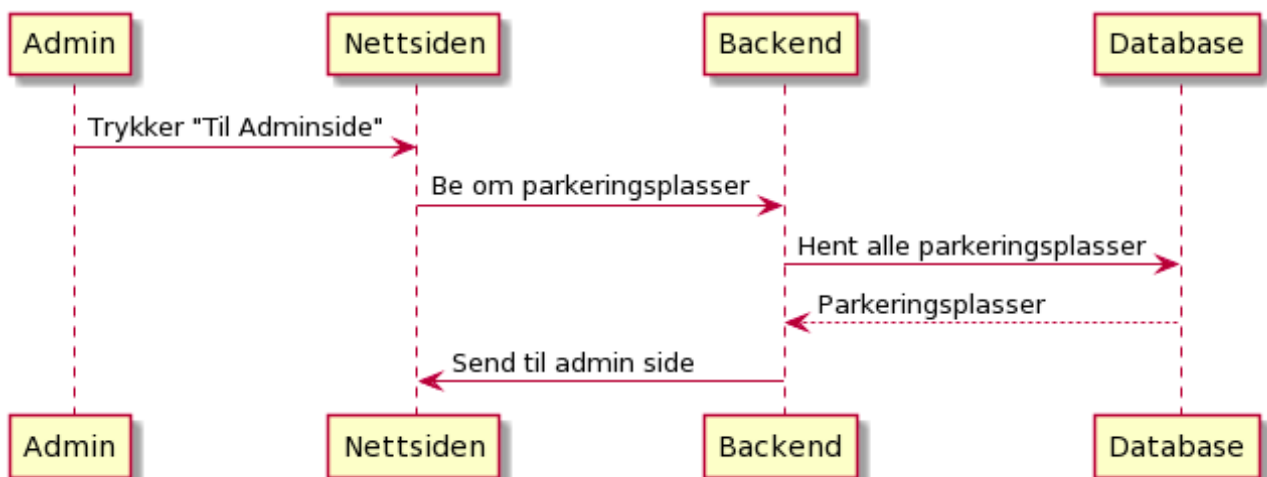 Admin
Nettsiden
Backend
Database
Trykker "Til Adminside"
Be om parkeringsplasser
Hent alle parkeringsplasser
Parkeringsplasser
Send til admin side
Admin
Nettsiden
Backend
Database